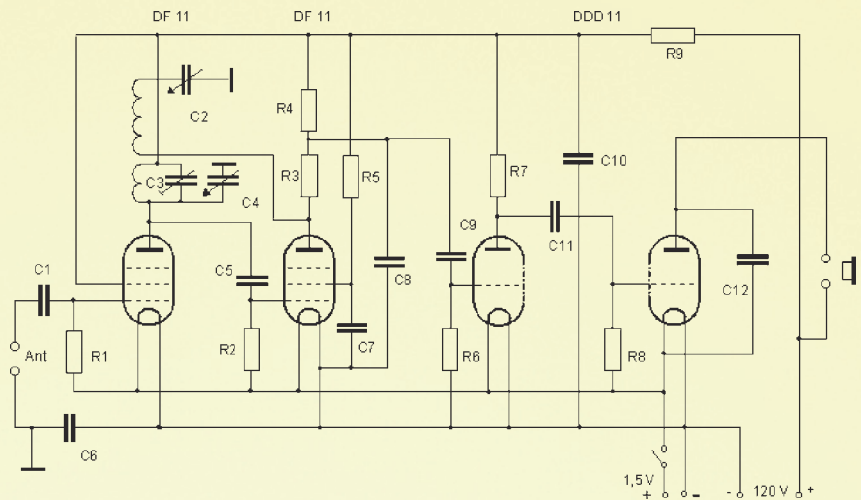 DF 11
DF 11
DDD 11
R9
C2
R4
C3
C4
R3
R5
R7
C10
C9
C11
C1
C5
C8
C12
Ant
R1
R2
C7
R6
R8
C6
1,5 V
+
=
-
120 V
+